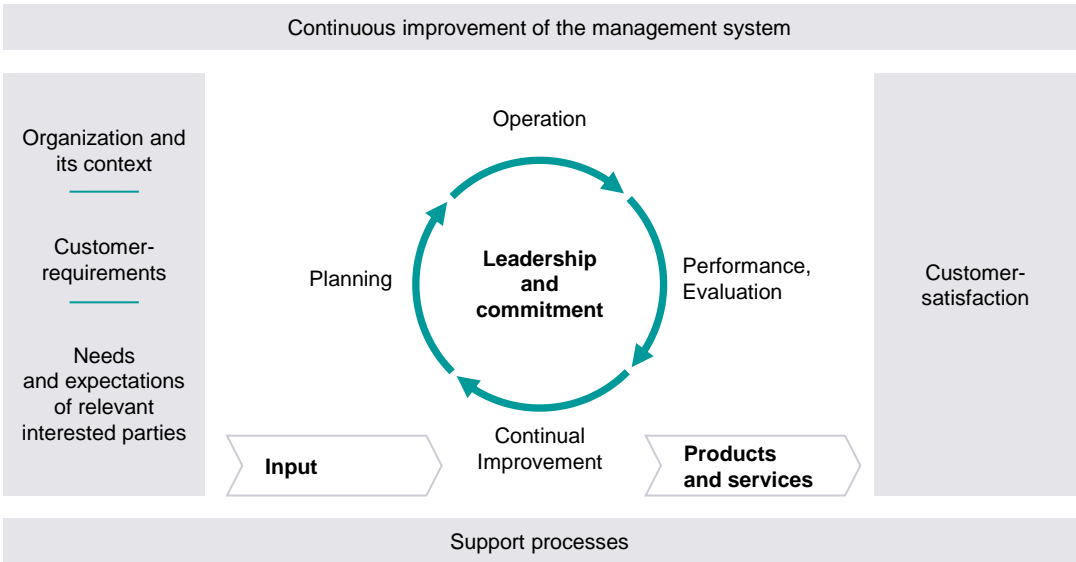 Continuous improvement of the management system
Organization and
its context
Customer-
requirements
Needs
and expectations
of relevant
interested parties
Operation
Planning
Leadership
and
commitment
Performance,
Evaluation
Continual
Improvement
Input
Products
and services
Customer-
satisfaction
Support processes